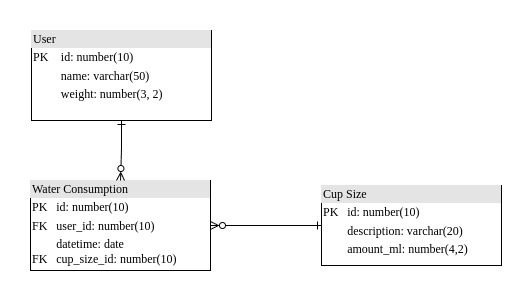 User
PK id: number(10)
name: varchar(50)
weight: number(3, 2)
Water Consumption
PK id: number(10)
FK user_id: number(10)
datetime: date
FK cup_size_id: number(10)
Cup Size
PK id: number(10)
description: varchar(20)
amount_ml: number(4,2)